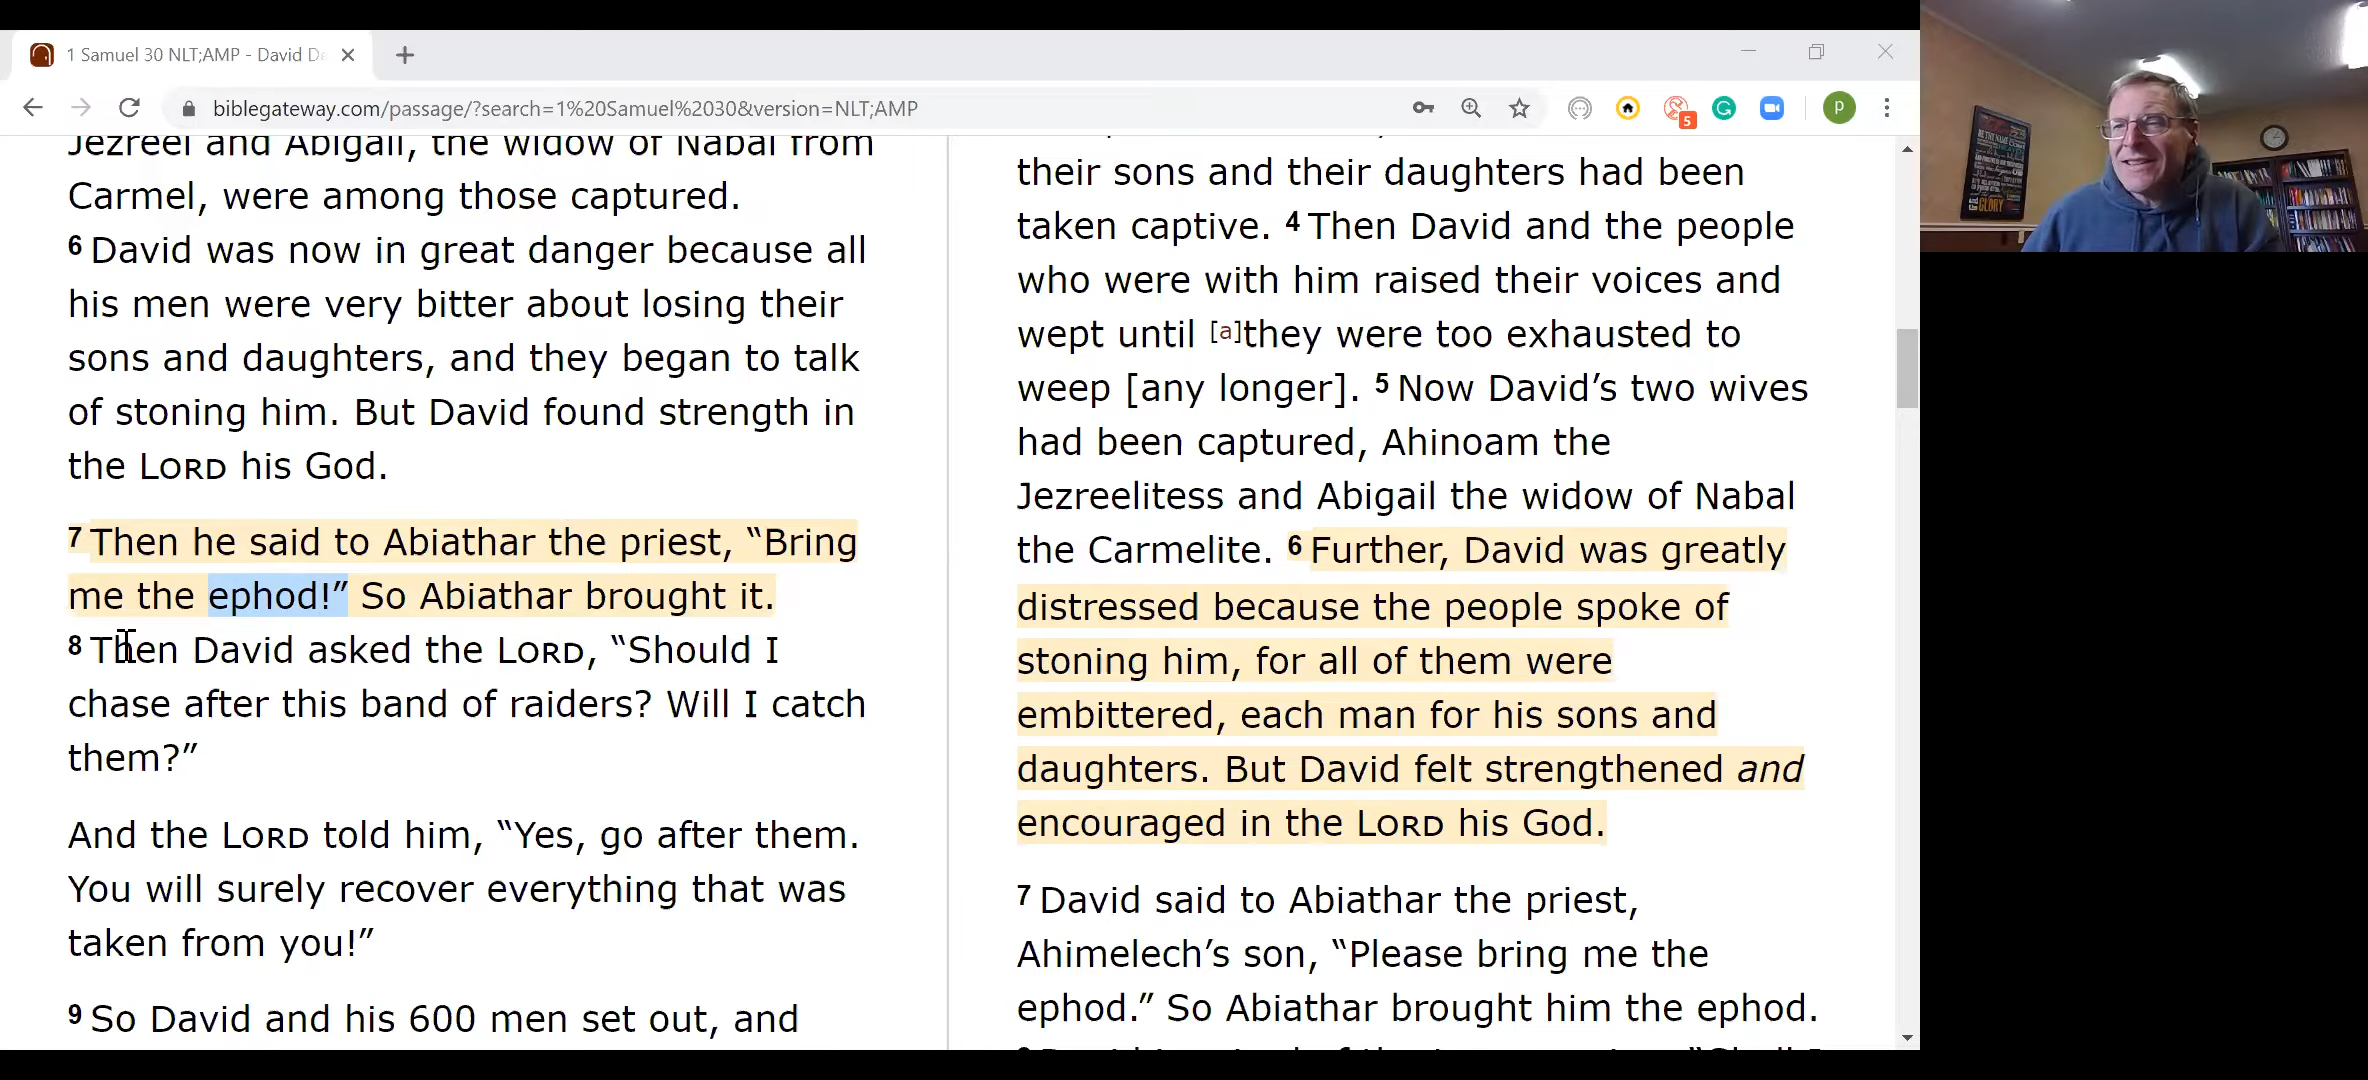 1 Samuel 30 NLT;AMP - David De
biblegateway.com/passage/?search=1%20Samuel%2030&version=NLT;AMP
5
P
Jezreel and Abigail, the widow of Nabal from
Carmel, were among those captured.
6 David was now in great danger because all
his men were very bitter about losing their
sons and daughters, and they began to talk
of stoning him. But David found strength in
the LORD his God.
7 Then he said to Abiathar the priest, “Bring
me the ephod!” So Abiathar brought it.
8 Then David asked the LORD, “Should I
chase after this band of raiders? Will I catch
them?”
And the LORD told him, “Yes, go after them.
You will surely recover everything that was
taken from you!”
9 So David and his 600 men set out, and
their sons and their daughters had been
taken captive. 4 Then David and the people
who were with him raised their voices and
wept until [a]they were too exhausted to
weep [any longer]. 5 Now David’s two wives
had been captured, Ahinoam the
Jezreelitess and Abigail the widow of Nabal
the Carmelite. 6 Further, David was greatly
distressed because the people spoke of
stoning him, for all of them were
embittered, each man for his sons and
daughters. But David felt strengthened and
encouraged in the LORD his God.
7 David said to Abiathar the priest,
Ahimelech’s son, “Please bring me the
ephod.” So Abiathar brought him the ephod.
GLORY